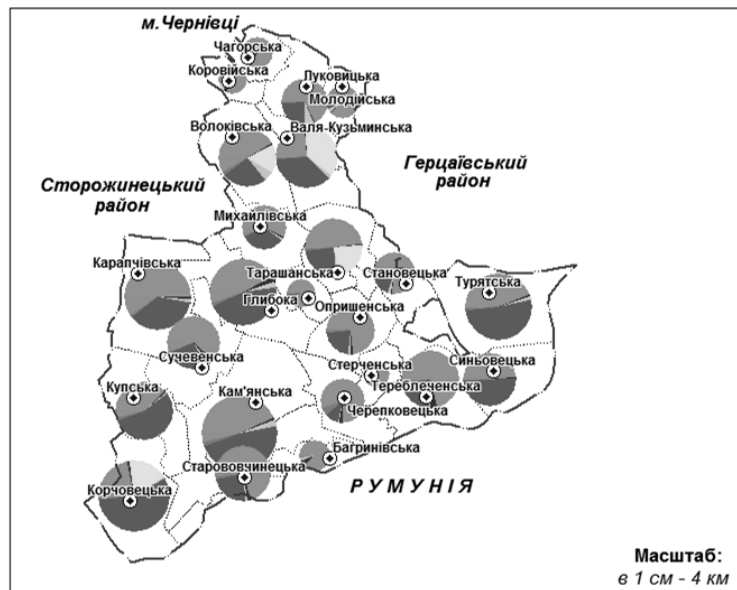 м.Чернівці
Чагорська
Коровійська
Луковицька
Молодійська
Волоківська
Валя-Кузьминська
Герцаївський
район
Сторожинецький
район
Михайлівська
Карапчівська
Тарашанська
Становецька
Турятська
Глибока
Опришенська
Сучевенська
Стерченська
Синьовецька
Купська
Кам'янська
Тереблеченська
Черепковецька
Багринівська
Старововчинецька
РУМУНІЯ
Корчовецька
Масштаб:
в 1 см - 4 км